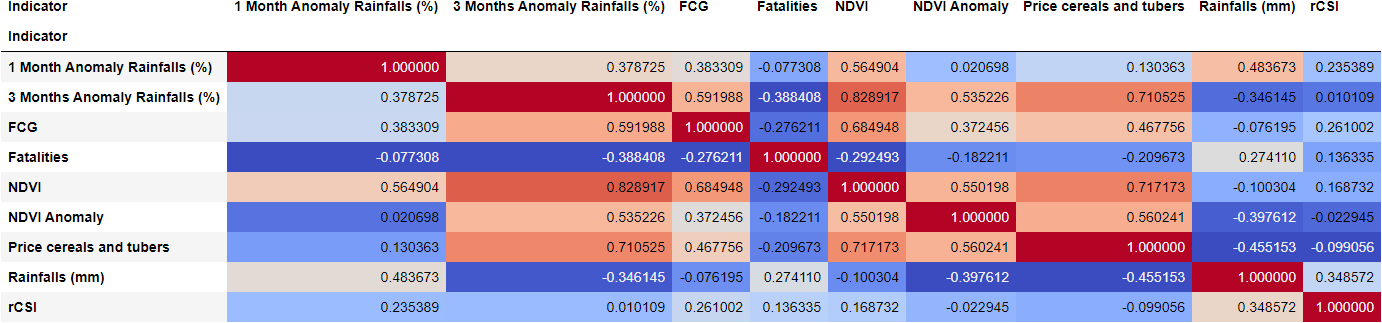 Indicator 1 Month Anomaly Rainfalls (%) 3 Months Anomaly Rainfalls (%) FCG Fatalities NDVI NDVI Anomaly Price cereals and tubers Rainfalls (mm) rCSI
Indicator
1 Month Anomaly Rainfalls (%) 1.000000 0.378725 0.383309 -0.077308 0.564904 0.020698 0.130363 0.483673 0.235389
3 Months Anomaly Rainfalls (%) 0.378725 1.000000 0.591988 -0.388408 0.828917 0.535226 0.710525 -0.346145 0.010109
FCG 0.383309 0.591988 1.000000 -0.276211 0.684948 0.372456 0.467756 -0.076195 0.261002
Fatalities -0.077308 -0.388408 -0.276211 1.000000 -0.292493 -0.182211 -0.209673 0.274110 0.136335
NDVI 0.564904 0.828917 0.684948 -0.292493 1.000000 0.550198 0.717173 -0.100304 0.168732
NDVI Anomaly 0.020698 0.535226 0.372456 -0.182211 0.550198 1.000000 0.560241 -0.397612 -0.022945
Price cereals and tubers 0.130363 0.710525 0.467756 -0.209673 0.717173 0.560241 1.000000 -0.455153 -0.099056
Rainfalls (mm) 0.483673 -0.346145 -0.076195 0.274110 -0.100304 -0.397612 -0.455153 1.000000 0.348572
rCSI 0.235389 0.010109 0.261002 0.136335 0.168732 -0.022945 -0.099056 0.348572 1.000000